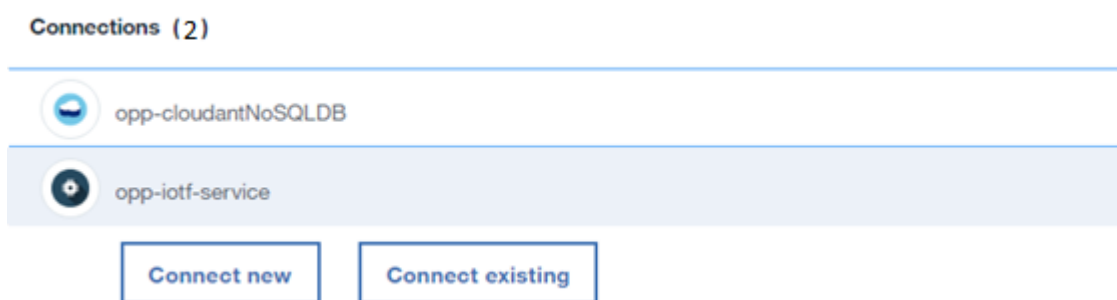 Connections (2)
opp-cloudantNoSQLDB
opp-iotf-service
Connect new Connect existing